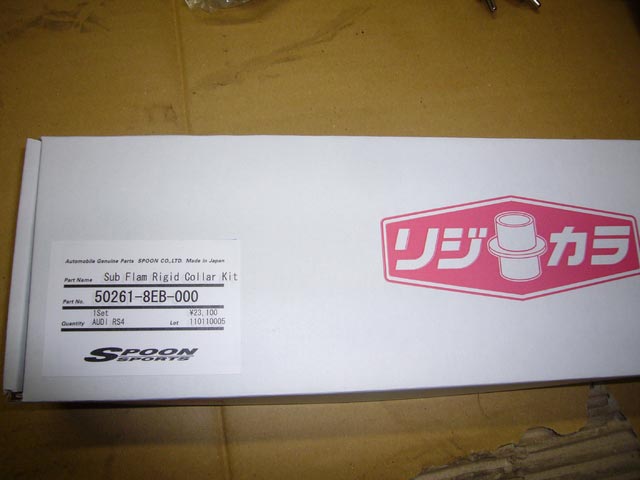 Automobile Genuine Parts SPOON CO,.LTD. Made in Japan
Part Name Sub Flam Rigid Collar Kit
Part No. 50261-8EB-000
1Set ¥23,100
Quantity AUDI RS4 Lot 110110005
SPOON
SPORTS
リジカラ